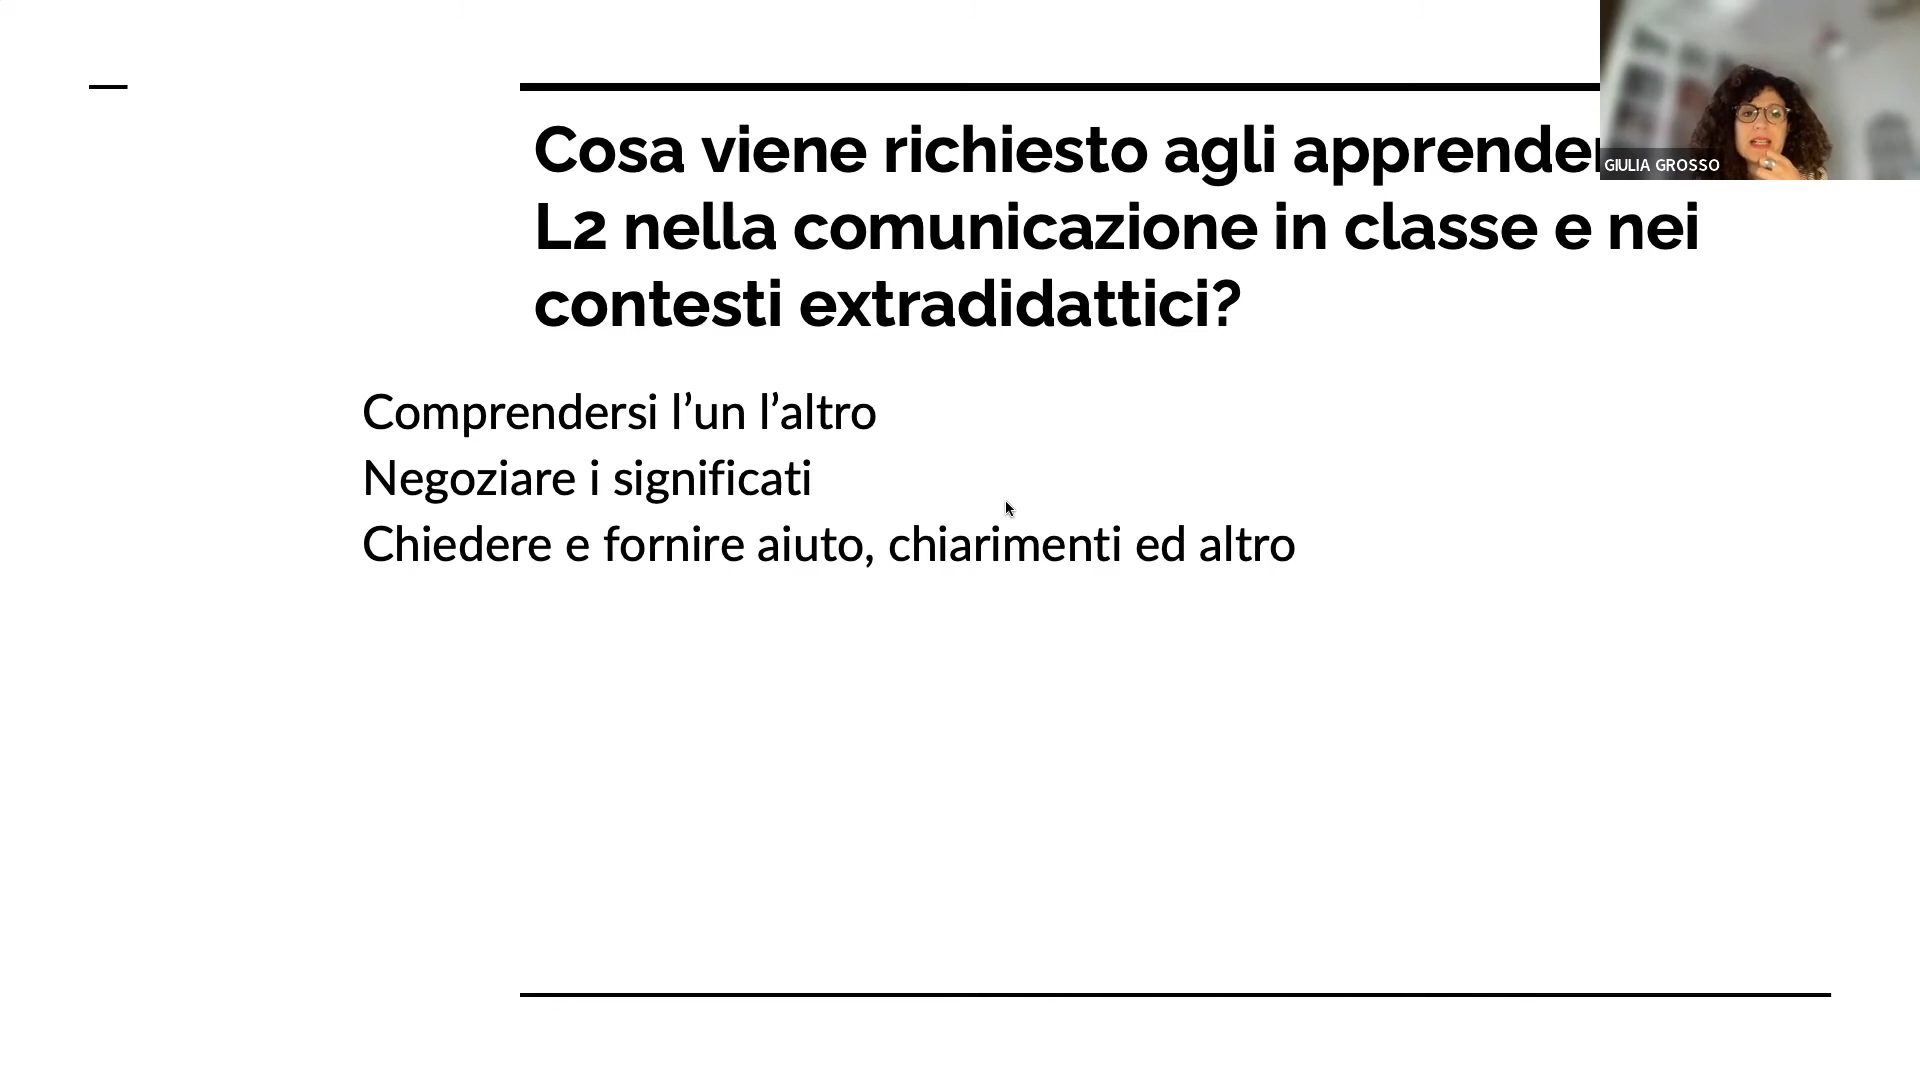 Cosa viene richiesto agli
L2 nella comunicazione in classe e nei
contesti extradidattici?
GIULIA GROSSO
Comprendersi l’un l’altro
Negoziare i significati
Chiedere e fornire aiuto, chiarimenti ed altro